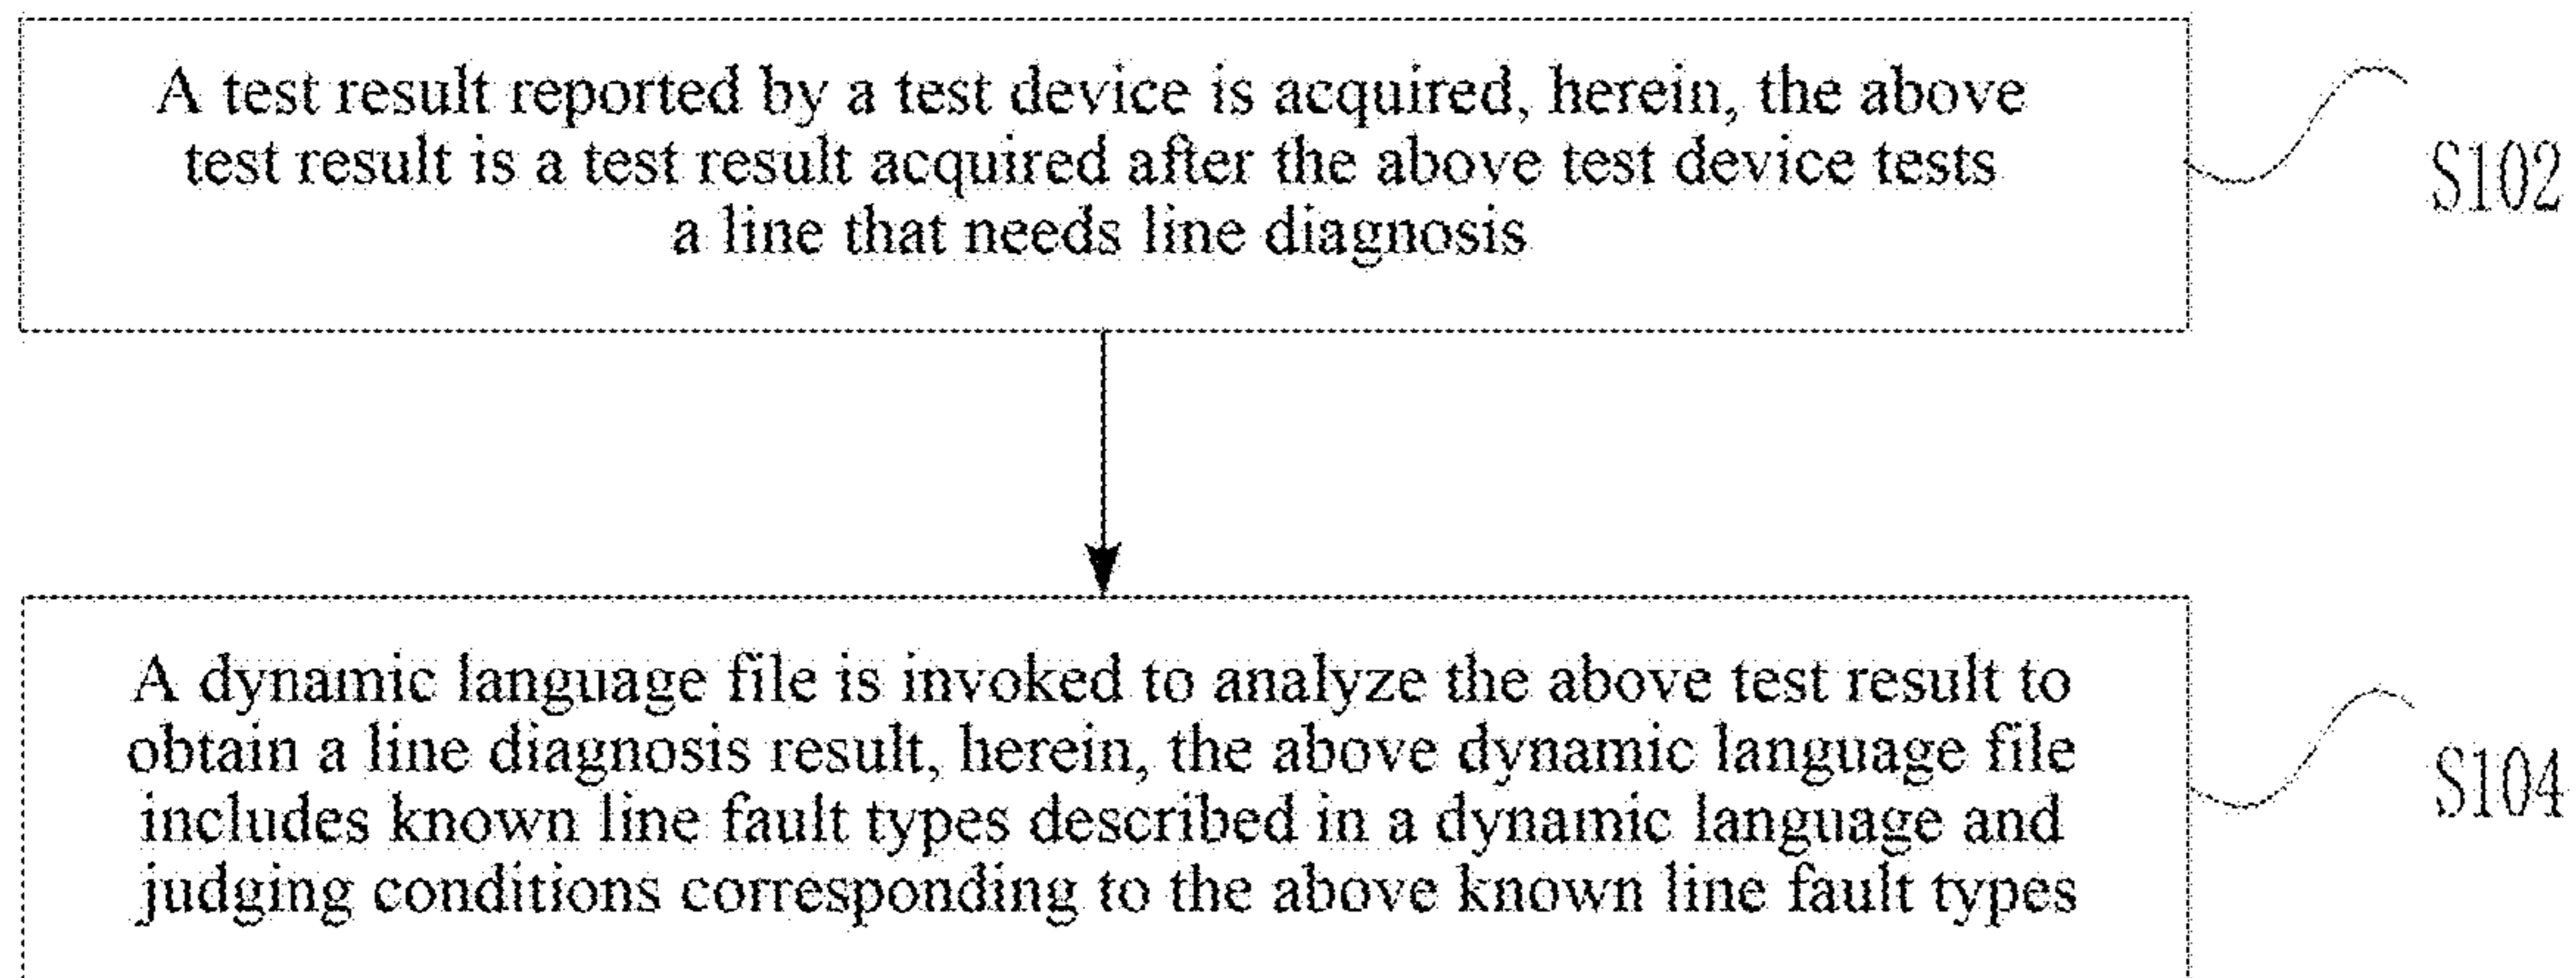 A test result reported by a test device is acquired, herein, the above
test result is a test result acquired after the above test device tests
a line that needs line diagnosis
S102
A dynamic language file is invoked to analyze the above test result to
obtain a line diagnosis result, herein, the above dynamic language file
includes known line fault types described in a dynamic language and
judging conditions corresponding to the above known line fault types
S104